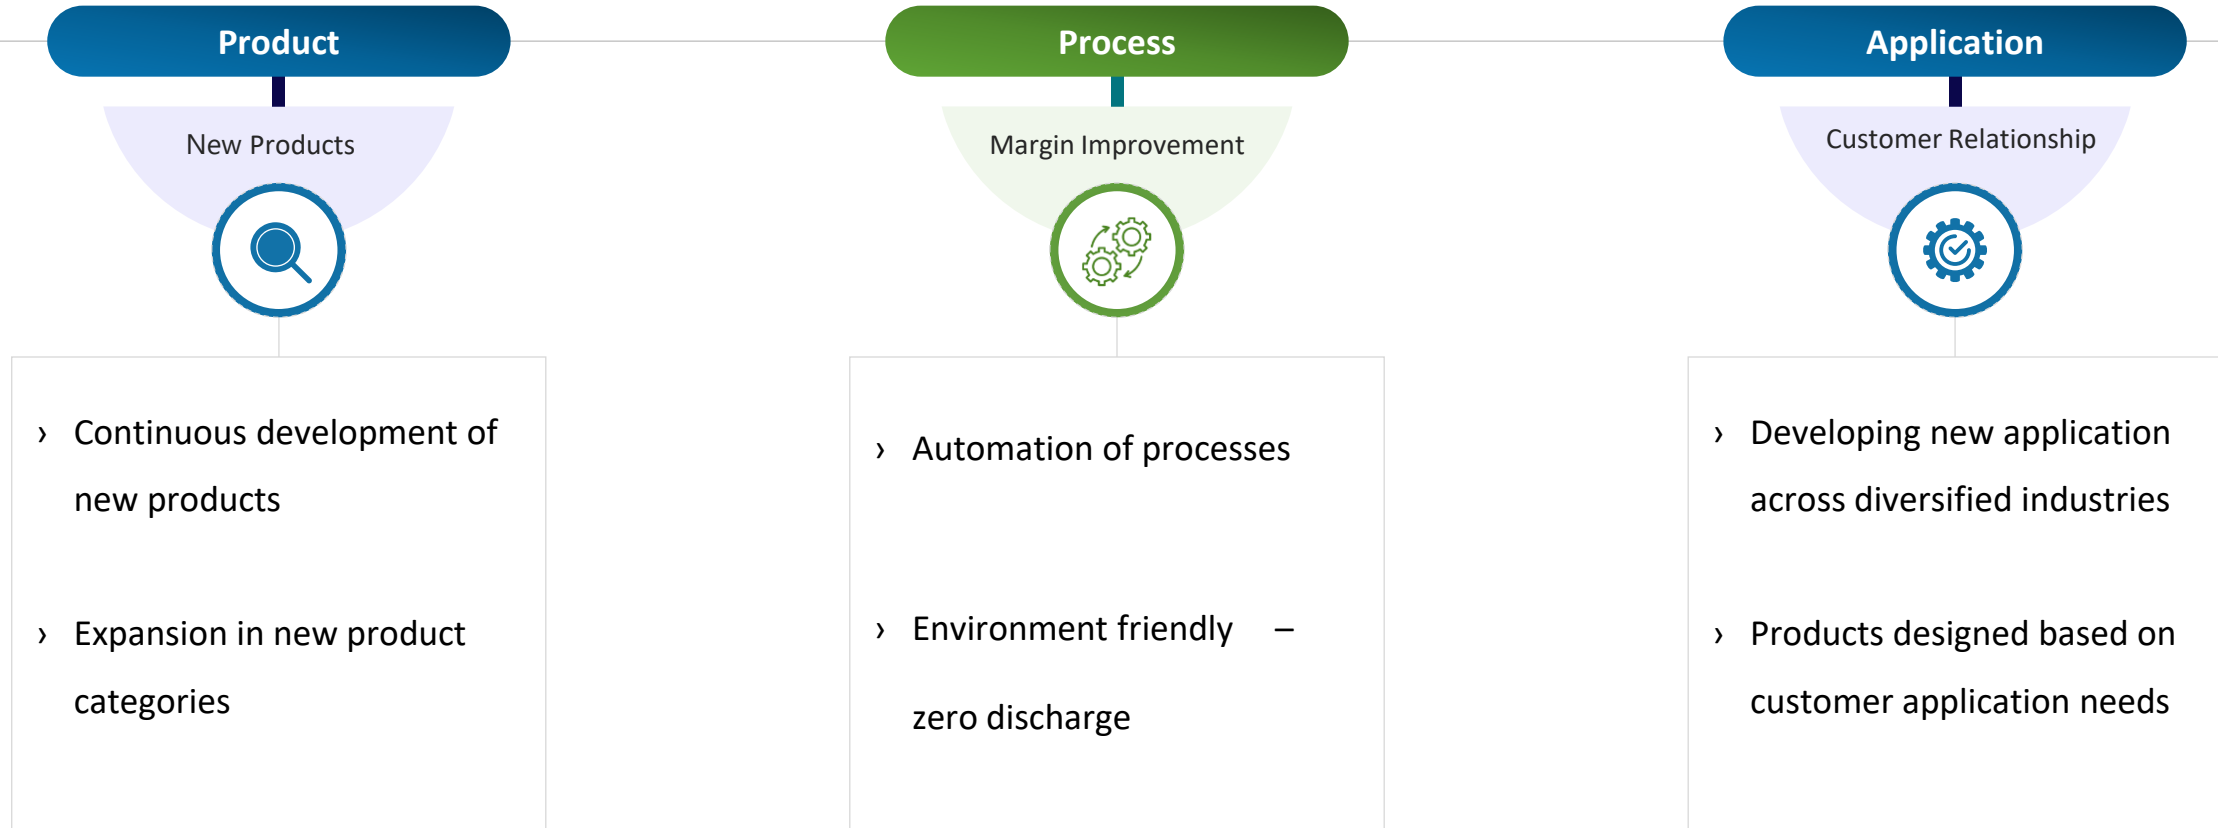 Product
New Products
› Continuous development of
new products
› Expansion in new product
categories
Process
Margin Improvement
› Automation of processes
› Environment friendly –
zero discharge
Application
Customer Relationship
› Developing new application
across diversified industries
› Products designed based on
customer application needs